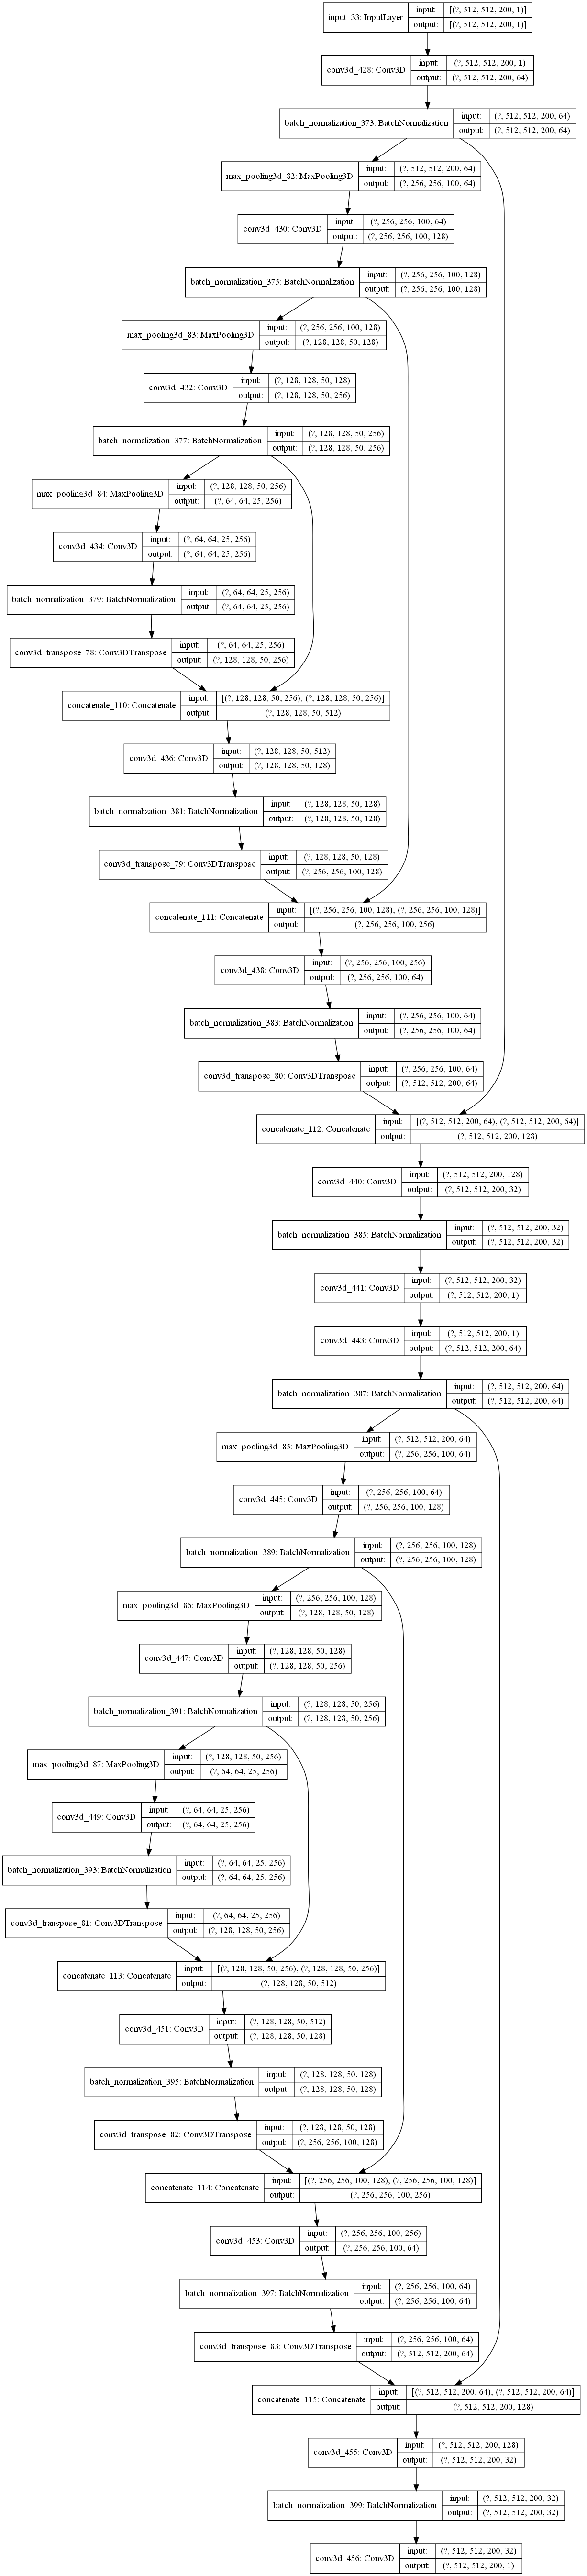 input_33: InputLayer
input: [(?, 512, 512, 200, 1)]
output: [(?, 512, 512, 200, 1)]
conv3d_428: Conv3D
input: (?, 512, 512, 200, 1)
output: (?, 512, 512, 200, 64)
batch_normalization_373: BatchNormalization
input: (?, 512, 512, 200, 64)
output: (?, 512, 512, 200, 64)
max_pooling3d_82: MaxPooling3D
input: (?, 512, 512, 200, 64)
output: (?, 256, 256, 100, 64)
conv3d_430: Conv3D
input: (?, 256, 256, 100, 64)
output: (?, 256, 256, 100, 128)
batch_normalization_375: BatchNormalization
input: (?, 256, 256, 100, 128)
output: (?, 256, 256, 100, 128)
max_pooling3d_83: MaxPooling3D
input: (?, 256, 256, 100, 128)
output: (?, 128, 128, 50, 128)
conv3d_432: Conv3D
input: (?, 128, 128, 50, 128)
output: (?, 128, 128, 50, 256)
batch_normalization_377: BatchNormalization
input: (?, 128, 128, 50, 256)
output: (?, 128, 128, 50, 256)
max_pooling3d_84: MaxPooling3D
input: (?, 128, 128, 50, 256)
output: (?, 64, 64, 25, 256)
conv3d_434: Conv3D
input: (?, 64, 64, 25, 256)
output: (?, 64, 64, 25, 256)
batch_normalization_379: BatchNormalization
input: (?, 64, 64, 25, 256)
output: (?, 64, 64, 25, 256)
conv3d_transpose_78: Conv3DTranspose
input: (?, 64, 64, 25, 256)
output: (?, 128, 128, 50, 256)
concatenate_110: Concatenate
input: [(?, 128, 128, 50, 256), (?, 128, 128, 50, 256)]
output: (?, 128, 128, 50, 512)
conv3d_436: Conv3D
input: (?, 128, 128, 50, 512)
output: (?, 128, 128, 50, 128)
batch_normalization_381: BatchNormalization
input: (?, 128, 128, 50, 128)
output: (?, 128, 128, 50, 128)
conv3d_transpose_79: Conv3DTranspose
input: (?, 128, 128, 50, 128)
output: (?, 256, 256, 100, 128)
concatenate_111: Concatenate
input: [(?, 256, 256, 100, 128), (?, 256, 256, 100, 128)]
output: (?, 256, 256, 100, 256)
conv3d_438: Conv3D
input: (?, 256, 256, 100, 256)
output: (?, 256, 256, 100, 64)
batch_normalization_383: BatchNormalization
input: (?, 256, 256, 100, 64)
output: (?, 256, 256, 100, 64)
conv3d_transpose_80: Conv3DTranspose
input: (?, 256, 256, 100, 64)
output: (?, 512, 512, 200, 64)
concatenate_112: Concatenate
input: [(?, 512, 512, 200, 64), (?, 512, 512, 200, 64)]
output: (?, 512, 512, 200, 128)
conv3d_440: Conv3D
input: (?, 512, 512, 200, 128)
output: (?, 512, 512, 200, 32)
batch_normalization_385: BatchNormalization
input: (?, 512, 512, 200, 32)
output: (?, 512, 512, 200, 32)
conv3d_441: Conv3D
input: (?, 512, 512, 200, 32)
output: (?, 512, 512, 200, 1)
conv3d_443: Conv3D
input: (?, 512, 512, 200, 1)
output: (?, 512, 512, 200, 64)
batch_normalization_387: BatchNormalization
input: (?, 512, 512, 200, 64)
output: (?, 512, 512, 200, 64)
max_pooling3d_85: MaxPooling3D
input: (?, 512, 512, 200, 64)
output: (?, 256, 256, 100, 64)
conv3d_445: Conv3D
input: (?, 256, 256, 100, 64)
output: (?, 256, 256, 100, 128)
batch_normalization_389: BatchNormalization
input: (?, 256, 256, 100, 128)
output: (?, 256, 256, 100, 128)
max_pooling3d_86: MaxPooling3D
input: (?, 256, 256, 100, 128)
output: (?, 128, 128, 50, 128)
conv3d_447: Conv3D
input: (?, 128, 128, 50, 128)
output: (?, 128, 128, 50, 256)
batch_normalization_391: BatchNormalization
input: (?, 128, 128, 50, 256)
output: (?, 128, 128, 50, 256)
max_pooling3d_87: MaxPooling3D
input: (?, 128, 128, 50, 256)
output: (?, 64, 64, 25, 256)
conv3d_449: Conv3D
input: (?, 64, 64, 25, 256)
output: (?, 64, 64, 25, 256)
batch_normalization_393: BatchNormalization
input: (?, 64, 64, 25, 256)
output: (?, 64, 64, 25, 256)
conv3d_transpose_81: Conv3DTranspose
input: (?, 64, 64, 25, 256)
output: (?, 128, 128, 50, 256)
concatenate_113: Concatenate
input: [(?, 128, 128, 50, 256), (?, 128, 128, 50, 256)]
output: (?, 128, 128, 50, 512)
conv3d_451: Conv3D
input: (?, 128, 128, 50, 512)
output: (?, 128, 128, 50, 128)
batch_normalization_395: BatchNormalization
input: (?, 128, 128, 50, 128)
output: (?, 128, 128, 50, 128)
conv3d_transpose_82: Conv3DTranspose
input: (?, 128, 128, 50, 128)
output: (?, 256, 256, 100, 128)
concatenate_114: Concatenate
input: [(?, 256, 256, 100, 128), (?, 256, 256, 100, 128)]
output: (?, 256, 256, 100, 256)
conv3d_453: Conv3D
input: (?, 256, 256, 100, 256)
output: (?, 256, 256, 100, 64)
batch_normalization_397: BatchNormalization
input: (?, 256, 256, 100, 64)
output: (?, 256, 256, 100, 64)
conv3d_transpose_83: Conv3DTranspose
input: (?, 256, 256, 100, 64)
output: (?, 512, 512, 200, 64)
concatenate_115: Concatenate
input: [(?, 512, 512, 200, 64), (?, 512, 512, 200, 64)]
output: (?, 512, 512, 200, 128)
conv3d_455: Conv3D
input: (?, 512, 512, 200, 128)
output: (?, 512, 512, 200, 32)
batch_normalization_399: BatchNormalization
input: (?, 512, 512, 200, 32)
output: (?, 512, 512, 200, 32)
conv3d_456: Conv3D
input: (?, 512, 512, 200, 32)
output: (?, 512, 512, 200, 1)